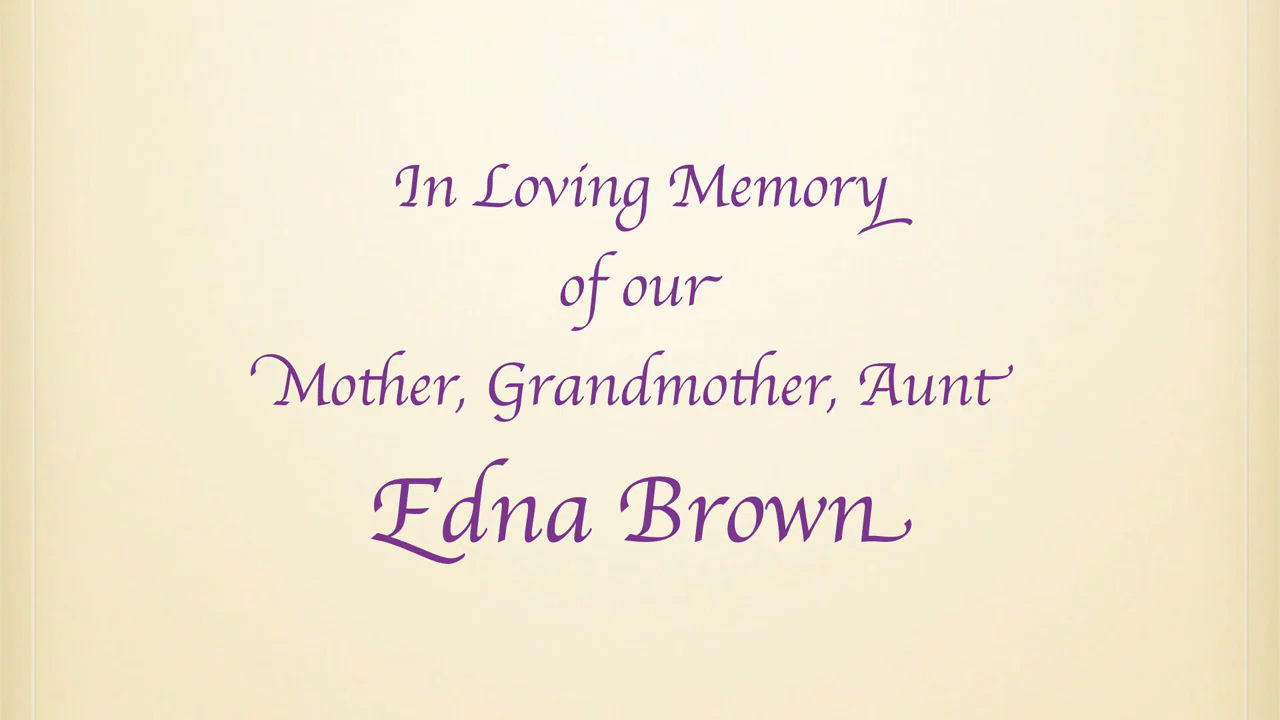 In Loving Memory
of our
Mother, Grandmother, Aunt
Edna Brown